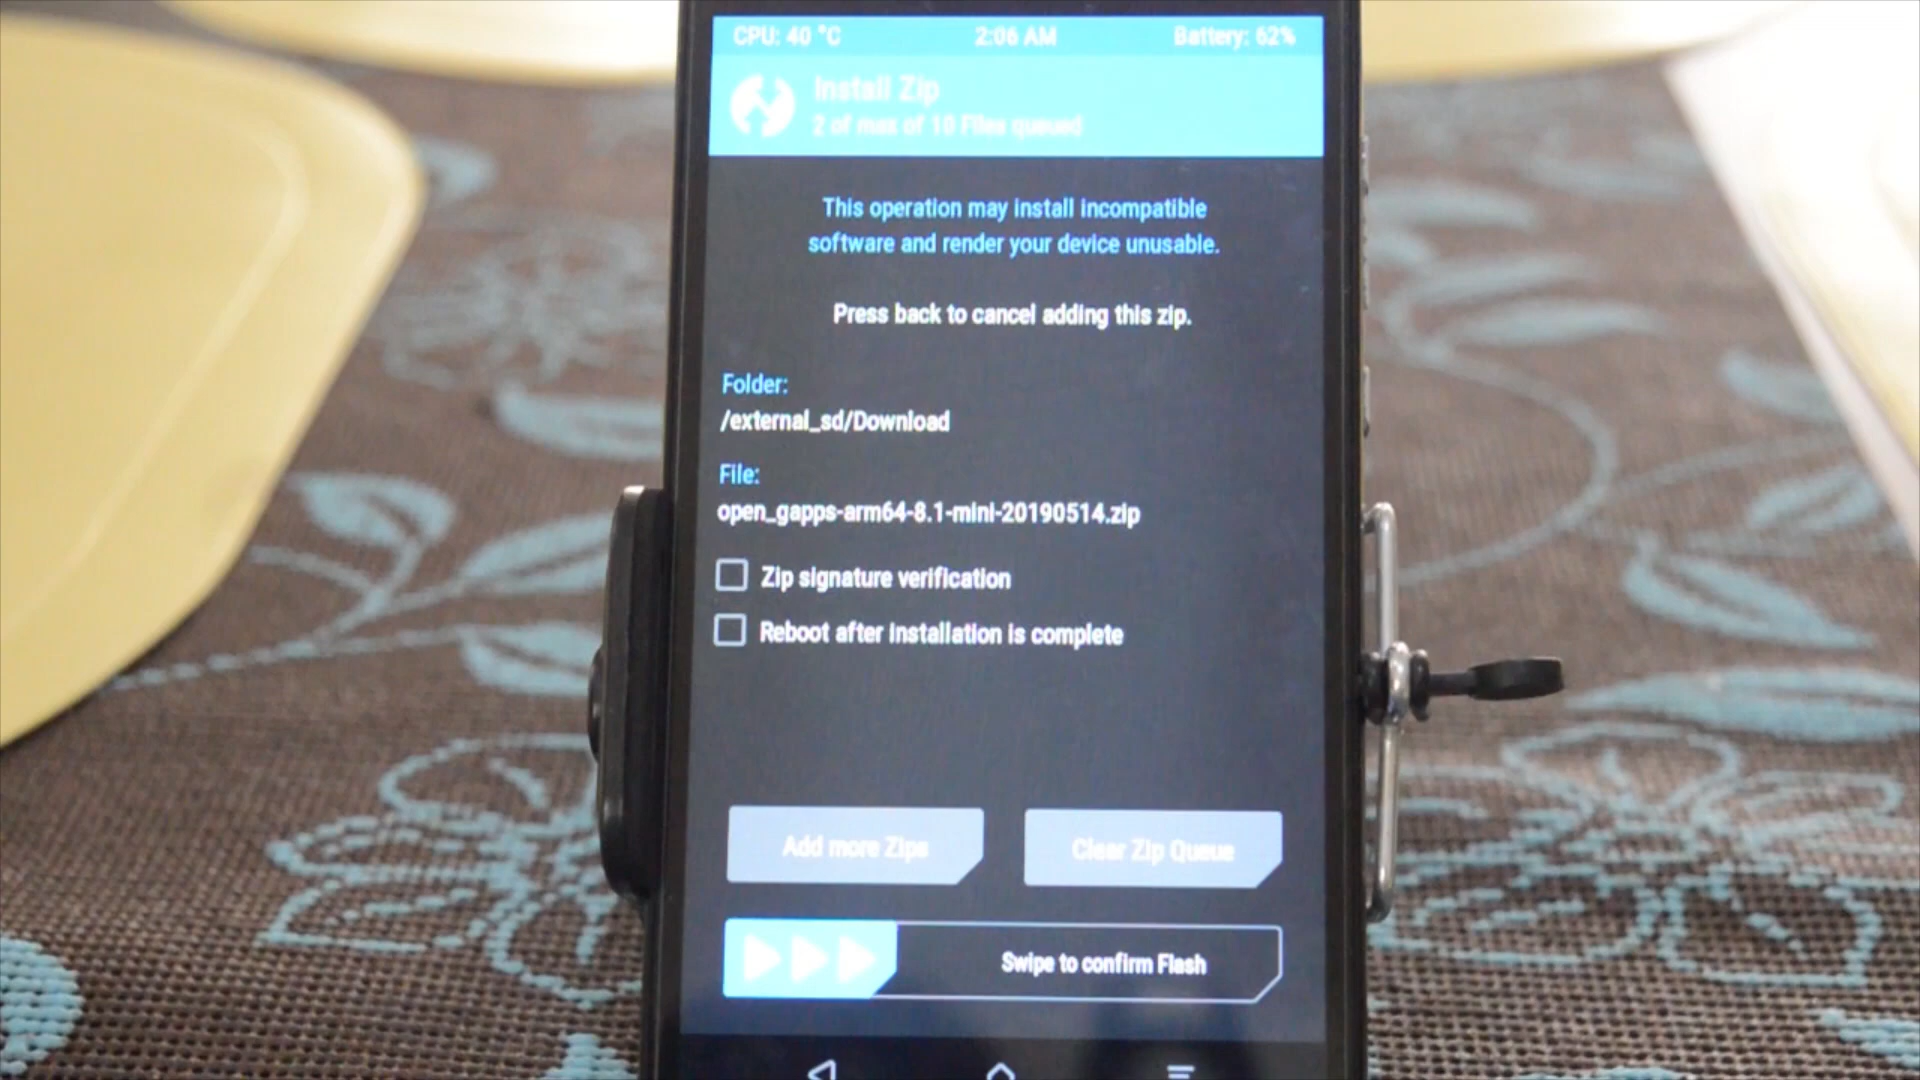 CPU: 40 °C 2:06 AM Battery: 62%
Install Zip
2 of max of 10 Files queued
This operation may install incompatible
software and render your device unusable.
Press back to cancel adding this zip.
Folder:
/external_sd/Download
File:
open_gapps-arm64-8.1-mini-20190514.zip
Zip signature verification
Reboot after installation is complete
Add more Zips Clear Zip Queue
Swipe to confirm Flash